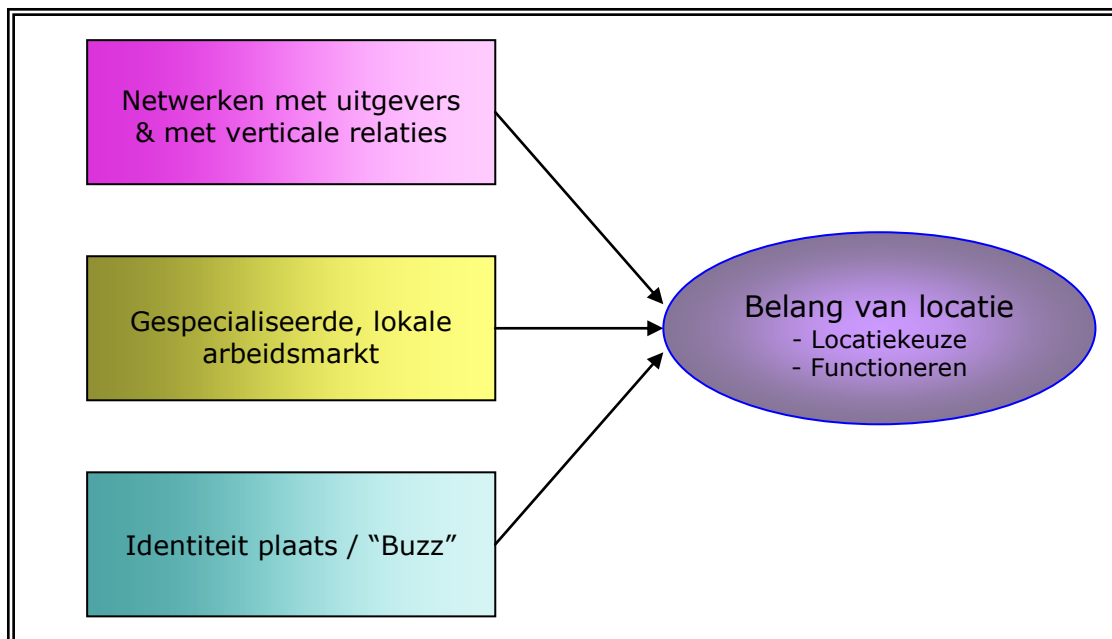 Netwerken met uitgevers
& met verticale relaties
Gespecialiseerde, lokale
arbeidsmarkt
Identiteit plaats / “Buzz”
Belang van locatie
- Locatiekeuze
- Functioneren